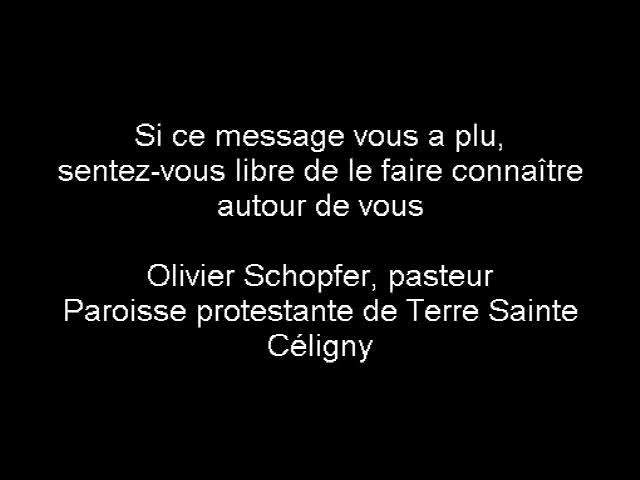 Si ce message vous a plu,
sentez-vous libre de le faire connaître
autour de vous
Olivier Schopfer, pasteur
Paroisse protestante de Terre Sainte
Céligny